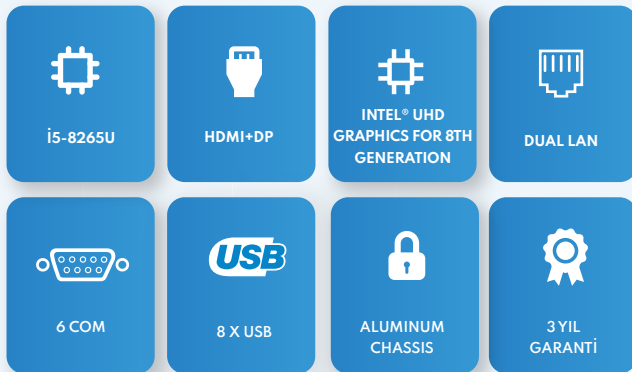 İ5-8265U
HDMI+DP
INTEL® UHD
GRAPHICS FOR 8TH
GENERATION
DUAL LAN
6 COM
USB
8 X USB
ALUMINUM
CHASSIS
3 YIL
GARANTİ